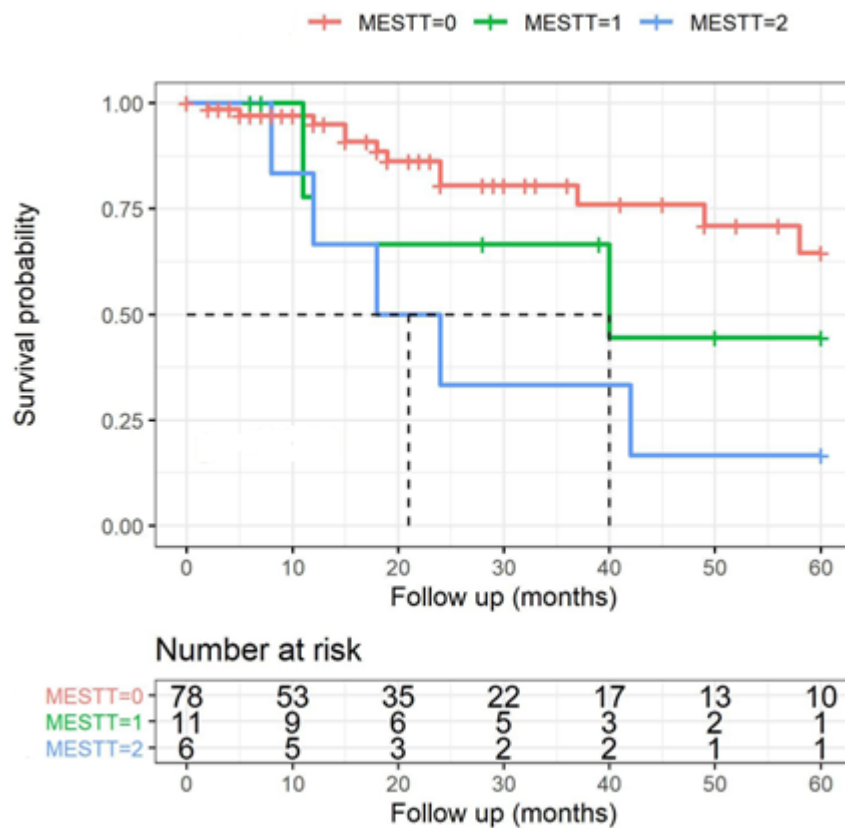 MESTT=0 MESTT=1 MESTT=2
Survival probability
1.00
0.75
0.50
0.25
0.00
0 10 20 30 40 50 60
Follow up (months)
Number at risk
MESTT=0 78 53 35 22 17 13 10
MESTT=1 11 9 6 5 3 2 1
MESTT=2 6 5 3 2 2 1 1
0 10 20 30 40 50 60
Follow up (months)